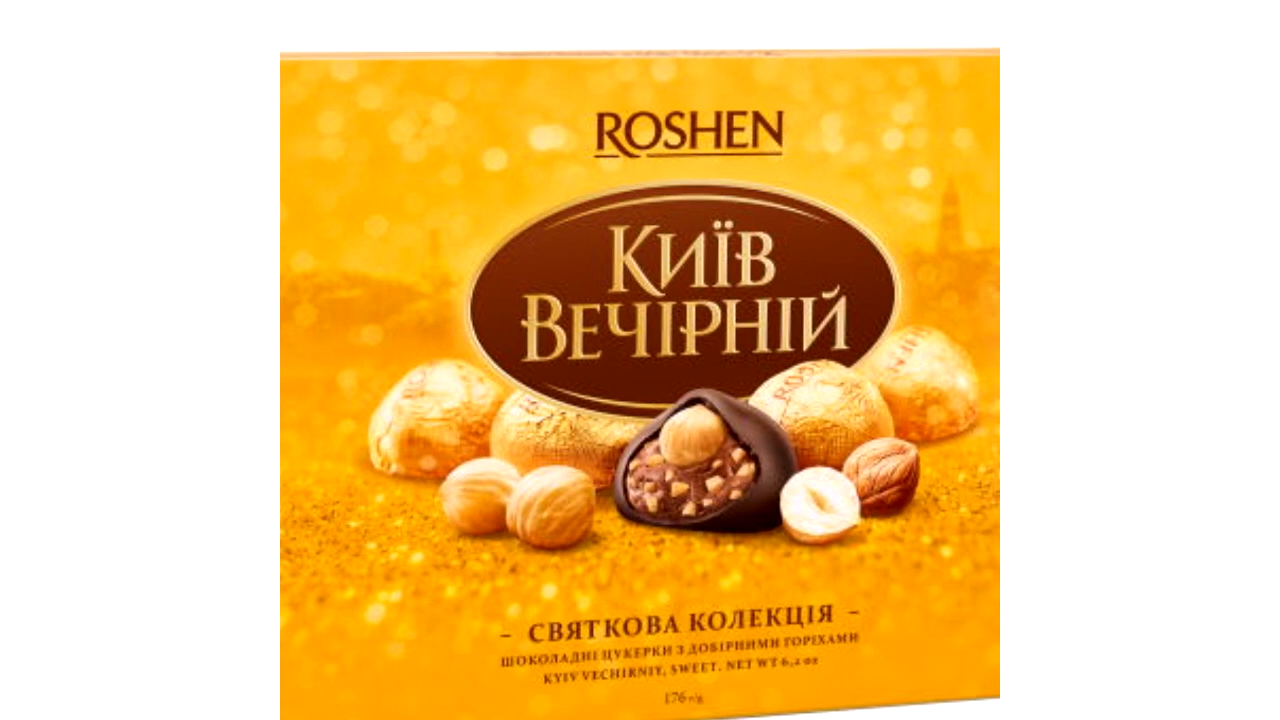 ROSHEN
КИЇВ
ВЕЧІРНІЙ
- СВЯТКОВА КОЛЕКЦІЯ -
ШОКОЛАДНІ ЦУКЕРКИ З ДОБІРНИМИ ГОРІХАМИ
KYIV VECHIRNIY, SWEET. NET WT 6,2 oz
176 г/g